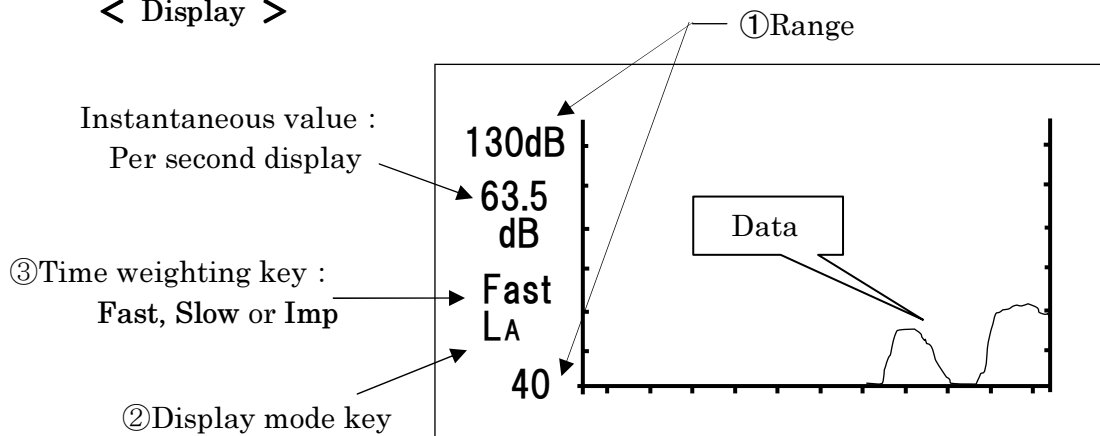 < Display >
①Range
Instantaneous value :
Per second display
130dB
63.5
dB
Data
③Time weighting key :
Fast, Slow or Imp
Fast
LA
40
②Display mode key